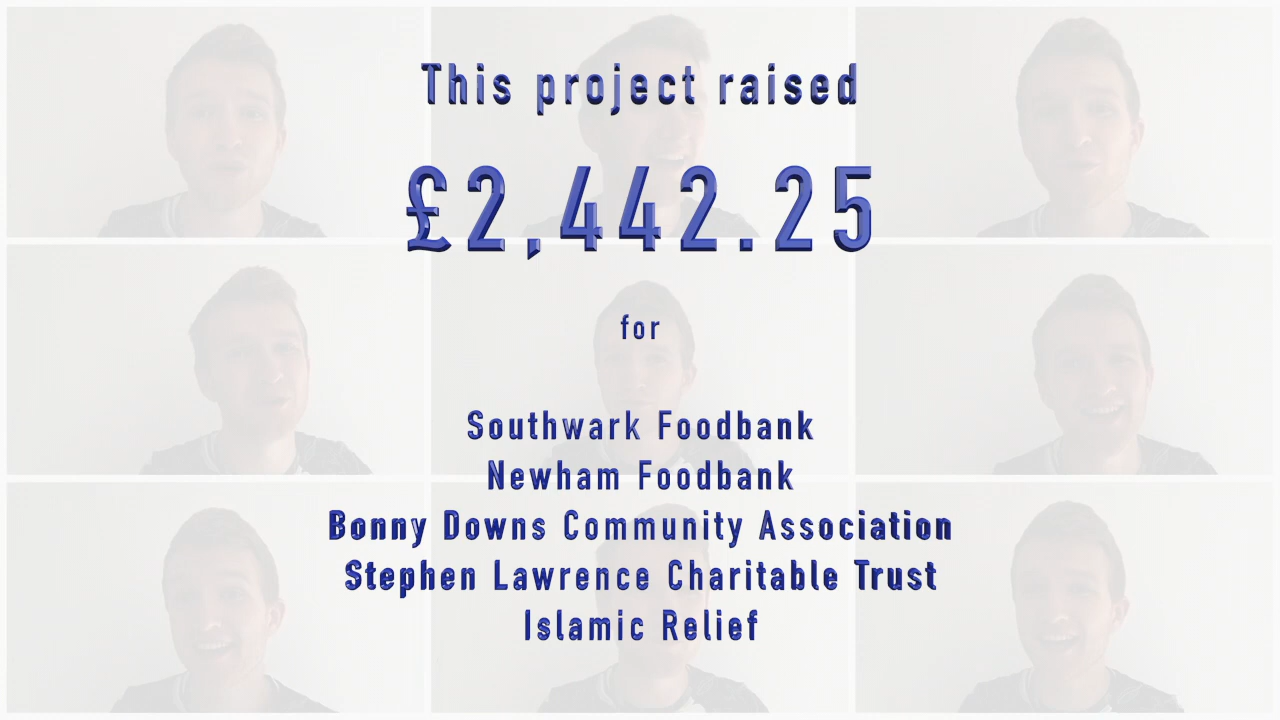 This project raised
£2,442.25
for
Southwark Foodbank
Newham Foodbank
Bonny Downs Community Association
Stephen Lawrence Charitable Trust
Islamic Relief